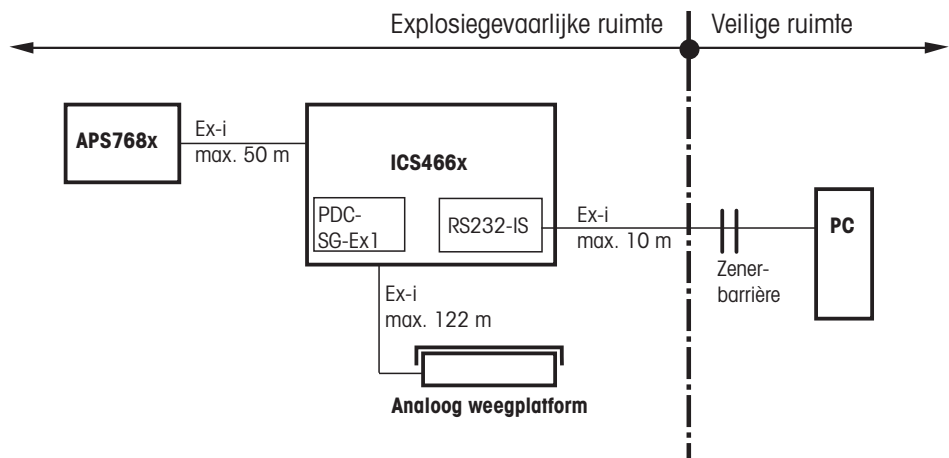 Explosiegevaarlijke ruimte
Veilige ruimte
APS768x
Ex-i
max. 50 m
ICS466x
PDC-
SG-Ex1
RS232-IS
Ex-i
max. 10 m
Zener-
barrière
PC
Ex-i
max. 122 m
Analoog weegplatform